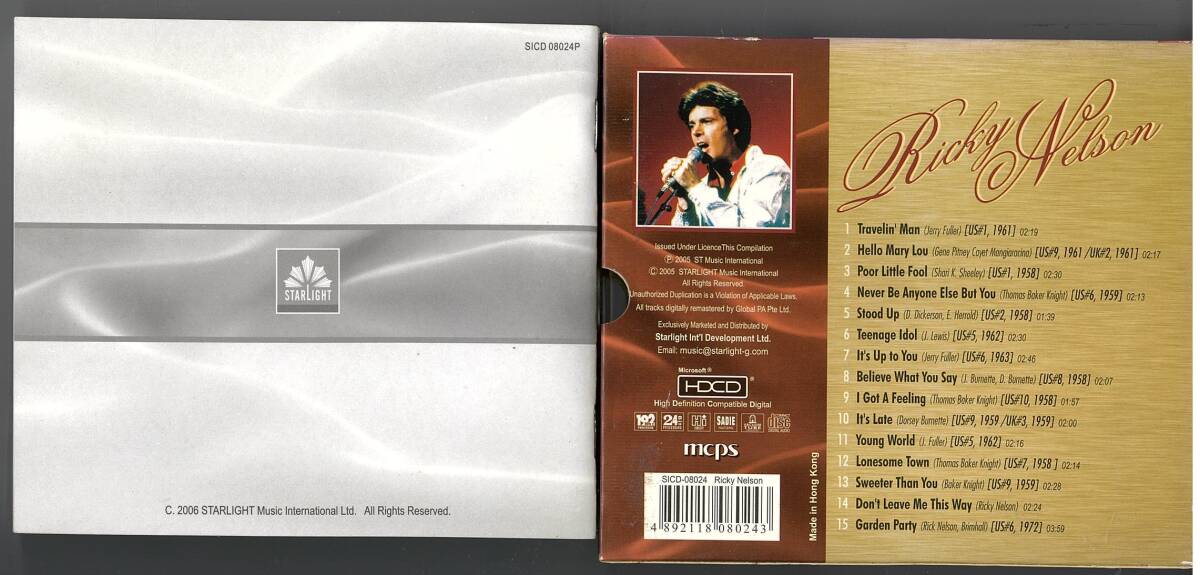 SICD 08024P
STARLIGHT
C. 2006 STARLIGHT Music International Ltd. All Rights Reserved.
Issued Under LicenceThis Compilation
Ⓟ 2005 ST Music International
© 2005 STARLIGHT Music International
All Rights Reserved.
Unauthorized Duplication is a Violation of Applicable Laws.
All tracks digitally remastered by Global PA Pte Ltd.
Exclusively Marketed and Distributed by
Starlight Int'l Development Ltd.
Email: music@starlight-g.com
Microsoft®
HDCD®
High Definition Compatible Digital
192 24 Hi SADIE disc
mcps
SICD-08024 Ricky Nelson
4 892118 080243
Made in Hong Kong
Ricky Nelson
1 Travelin' Man (Jerry Fuller) [US#1, 1961] 02:19
2 Hello Mary Lou (Gene Pitney Cayet Mangiaracina) [US#9, 1961 /UK#2, 1961] 02:17
3 Poor Little Fool (Shari K. Sheeley) [US#1, 1958] 02:30
4 Never Be Anyone Else But You (Thomas Baker Knight) [US#6, 1959] 02:13
5 Stood Up (D. Dickerson, E. Herrold) [US#2, 1958] 01:39
6 Teenage Idol (J. Lewis) [US#5, 1962] 02:30
7 It's Up to You (Jerry Fuller) [US#6, 1963] 02:46
8 Believe What You Say (J. Burnette, D. Burnette) [US#8, 1958] 02:07
9 I Got A Feeling (Thomas Baker Knight) [US#10, 1958] 01:57
10 It's Late (Dorsey Burnette) [US#9, 1959 /UK#3, 1959] 02:00
11 Young World (J. Fuller) [US#5, 1962] 02:16
12 Lonesome Town (Thomas Baker Knight) [US#7, 1958 ] 02:14
13 Sweeter Than You (Baker Knight) [US#9, 1959] 02:28
14 Don't Leave Me This Way (Ricky Nelson) 02:24
15 Garden Party (Rick Nelson, Brimhall) [US#6, 1972] 03:59